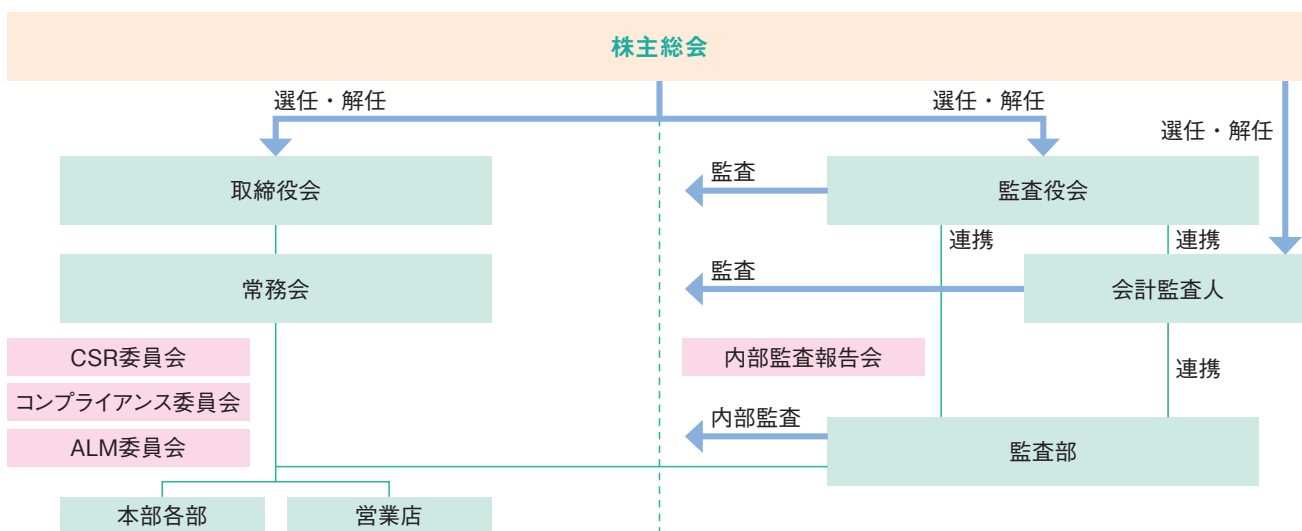 株主総会
選任・解任
選任・解任
選任・解任
取締役会
監査
監査役会
連携
連携
常務会
監査
会計監査人
CSR委員会
内部監査報告会
連携
コンプライアンス委員会
内部監査
ALM委員会
監査部
本部各部
営業店